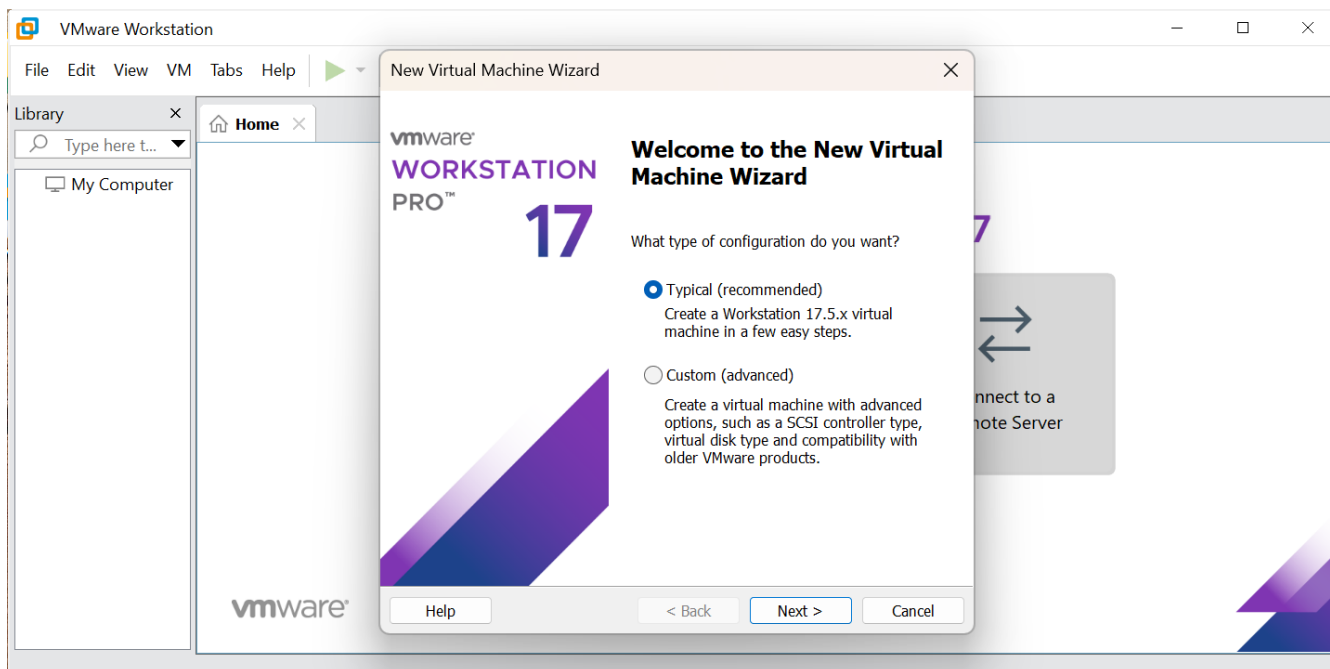 VMware Workstation
File Edit View VM Tabs Help
Library
Type here t...
My Computer
Home
New Virtual Machine Wizard
vmware®
WORKSTATION
PRO™
17
Welcome to the New Virtual
Machine Wizard
What type of configuration do you want?
Typical (recommended)
Create a Workstation 17.5.x virtual
machine in a few easy steps.
Custom (advanced)
Create a virtual machine with advanced
options, such as a SCSI controller type,
virtual disk type and compatibility with
older VMware products.
Help
< Back
Next >
Cancel
7
nnect to a
note Server
vmware®